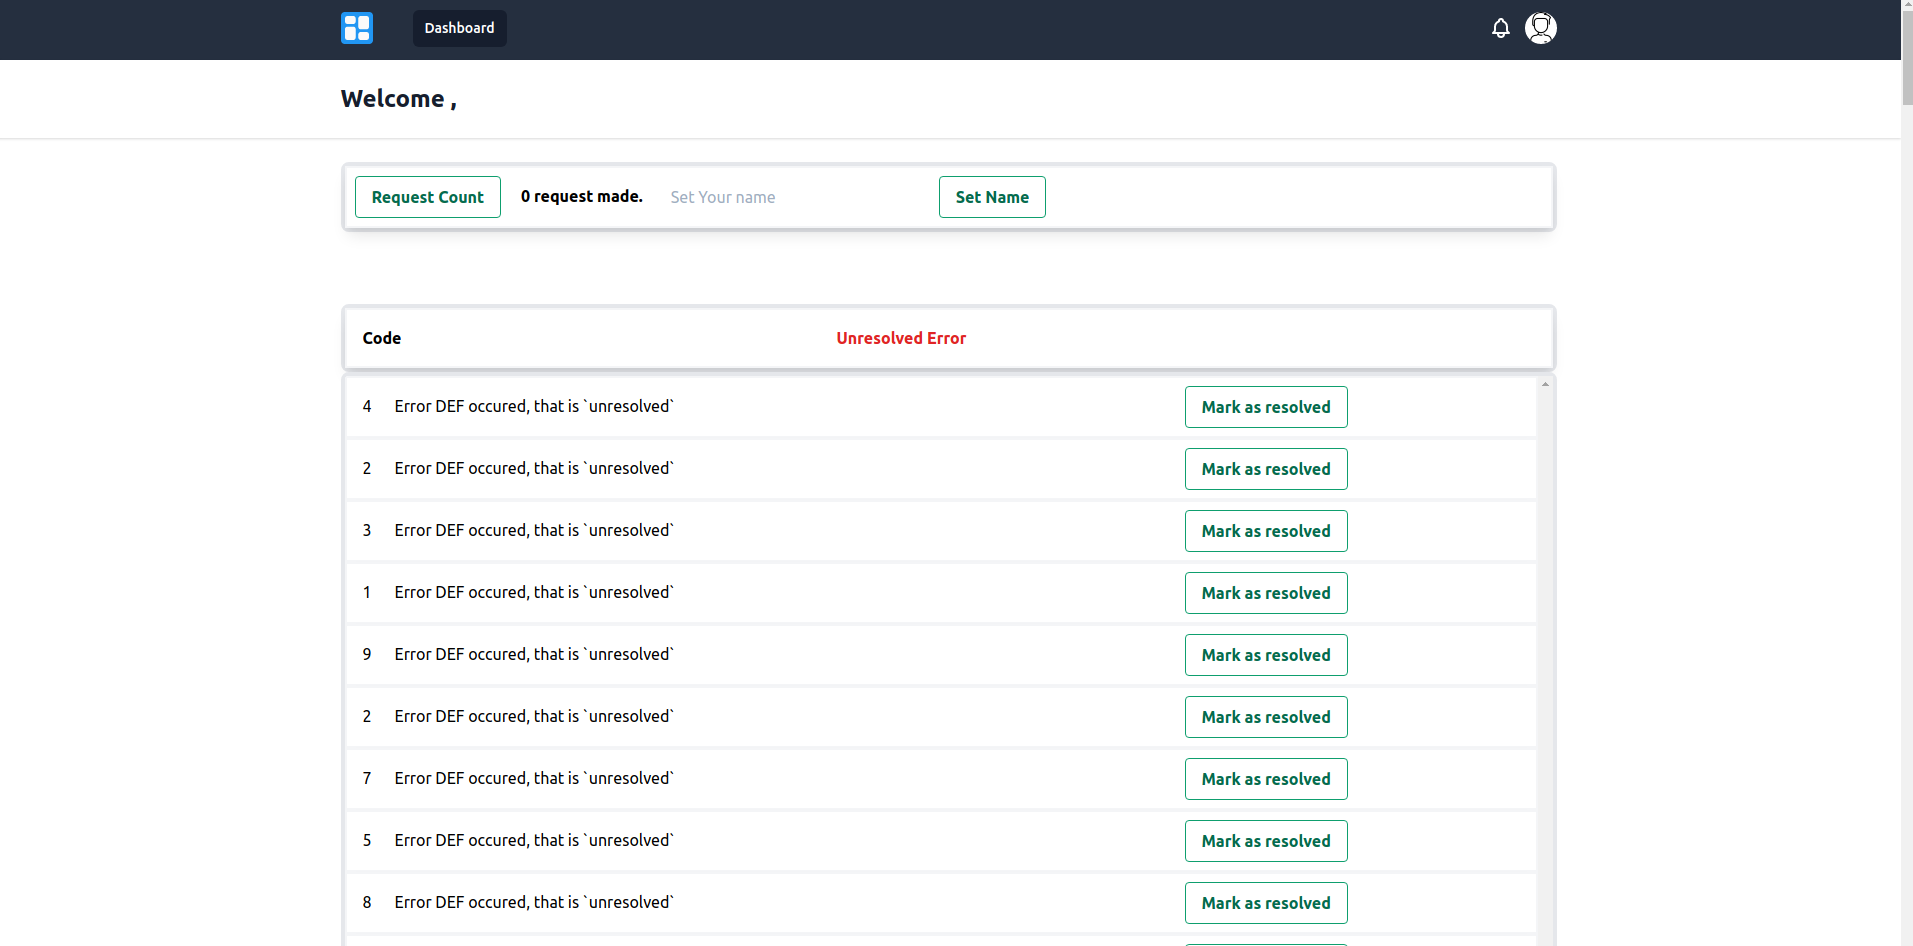 Dashboard
Welcome ,
Request Count 0 request made. Set Your name Set Name
Code Unresolved Error
4 Error DEF occured, that is `unresolved` Mark as resolved
2 Error DEF occured, that is `unresolved` Mark as resolved
3 Error DEF occured, that is `unresolved` Mark as resolved
1 Error DEF occured, that is `unresolved` Mark as resolved
9 Error DEF occured, that is `unresolved` Mark as resolved
2 Error DEF occured, that is `unresolved` Mark as resolved
7 Error DEF occured, that is `unresolved` Mark as resolved
5 Error DEF occured, that is `unresolved` Mark as resolved
8 Error DEF occured, that is `unresolved` Mark as resolved